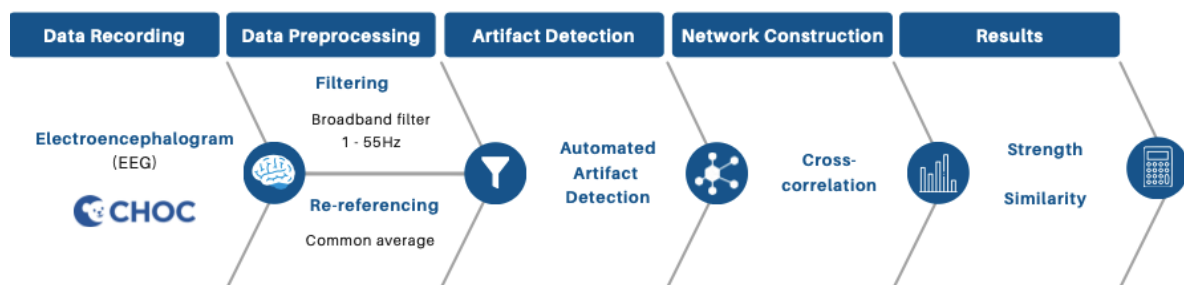 Data Recording
Data Preprocessing
Artifact Detection
Network Construction
Results
Electroencephalogram
(EEG)
CHOC
Filtering
Broadband filter
1 - 55Hz
Re-referencing
Common average
Automated
Artifact
Detection
Cross-
correlation
Strength
Similarity